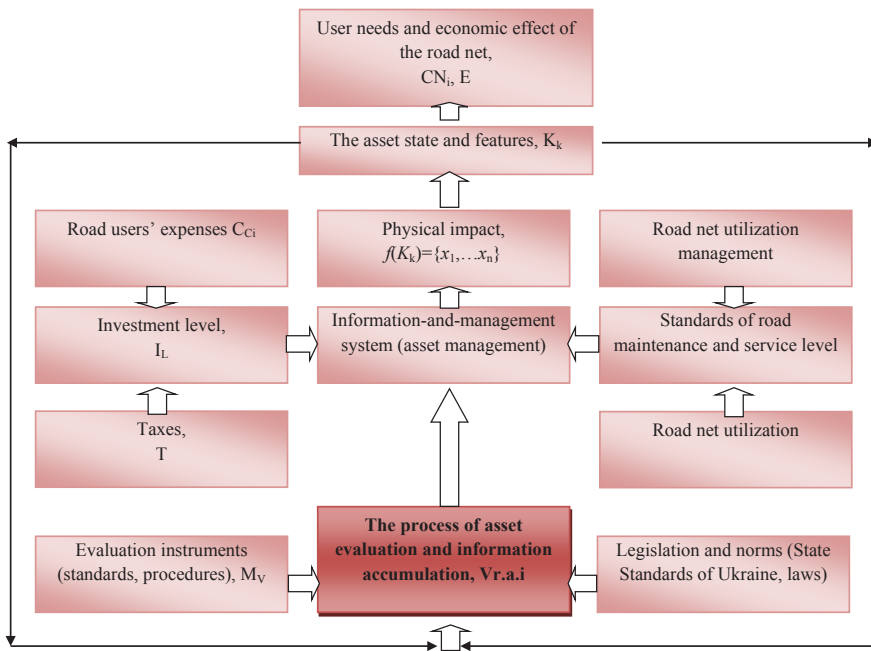 User needs and economic effect of
the road net,
CNᵢ, E
The asset state and features, Kₖ
Road users’ expenses C_Ci
Physical impact,
f(Kₖ)={x₁,…xₙ}
Road net utilization
management
Investment level,
I_L
Information-and-management
system (asset management)
Standards of road
maintenance and service level
Taxes,
T
Road net utilization
Evaluation instruments
(standards, procedures), M_V
The process of asset
evaluation and information
accumulation, Vr.a.i
Legislation and norms (State
Standards of Ukraine, laws)